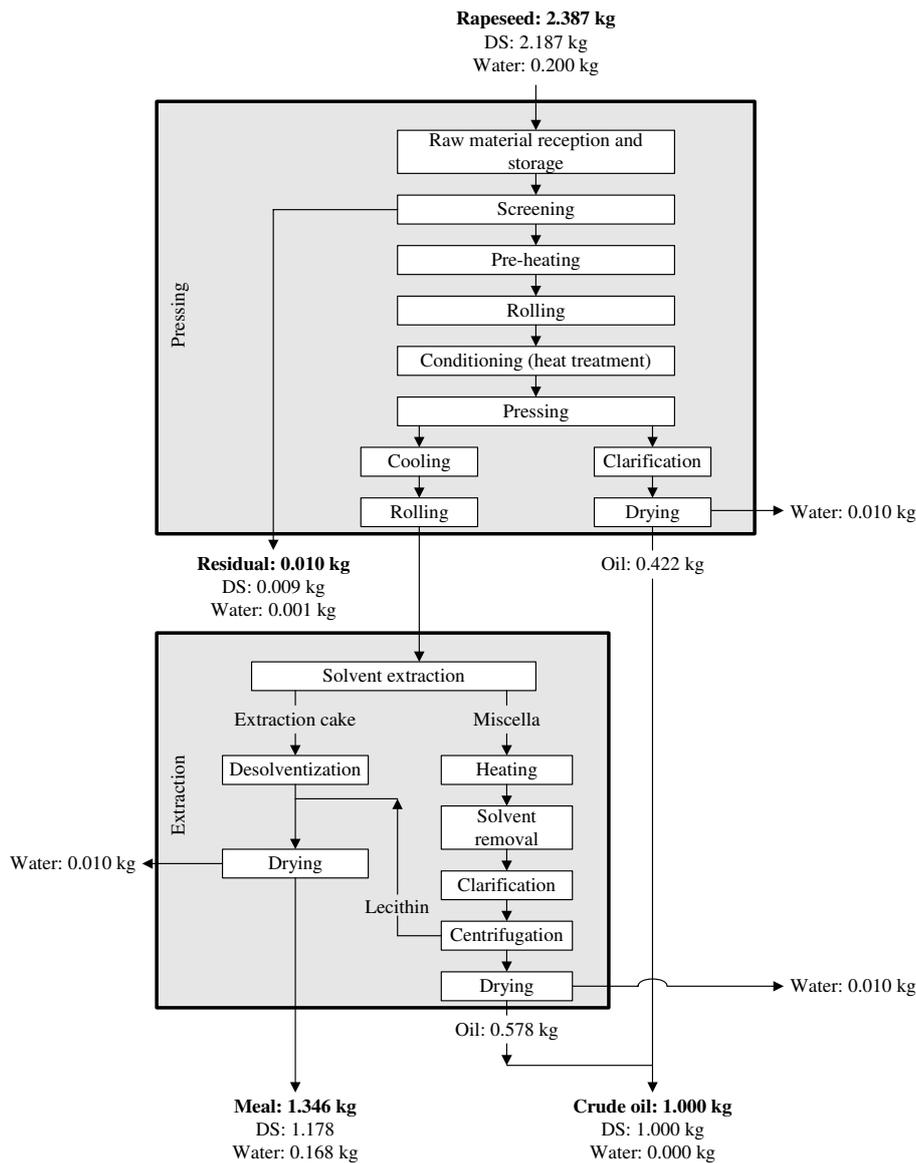 Rapeseed: 2.387 kg
DS: 2.187 kg
Water: 0.200 kg
Pressing
Raw material reception and
storage
Screening
Pre-heating
Rolling
Conditioning (heat treatment)
Pressing
Cooling
Clarification
Rolling
Drying
Water: 0.010 kg
Residual: 0.010 kg
DS: 0.009 kg
Water: 0.001 kg
Oil: 0.422 kg
Extraction
Solvent extraction
Extraction cake
Miscella
Desolventization
Heating
Solvent
removal
Water: 0.010 kg
Drying
Clarification
Lecithin
Centrifugation
Drying
Water: 0.010 kg
Oil: 0.578 kg
Meal: 1.346 kg
DS: 1.178
Water: 0.168 kg
Crude oil: 1.000 kg
DS: 1.000 kg
Water: 0.000 kg